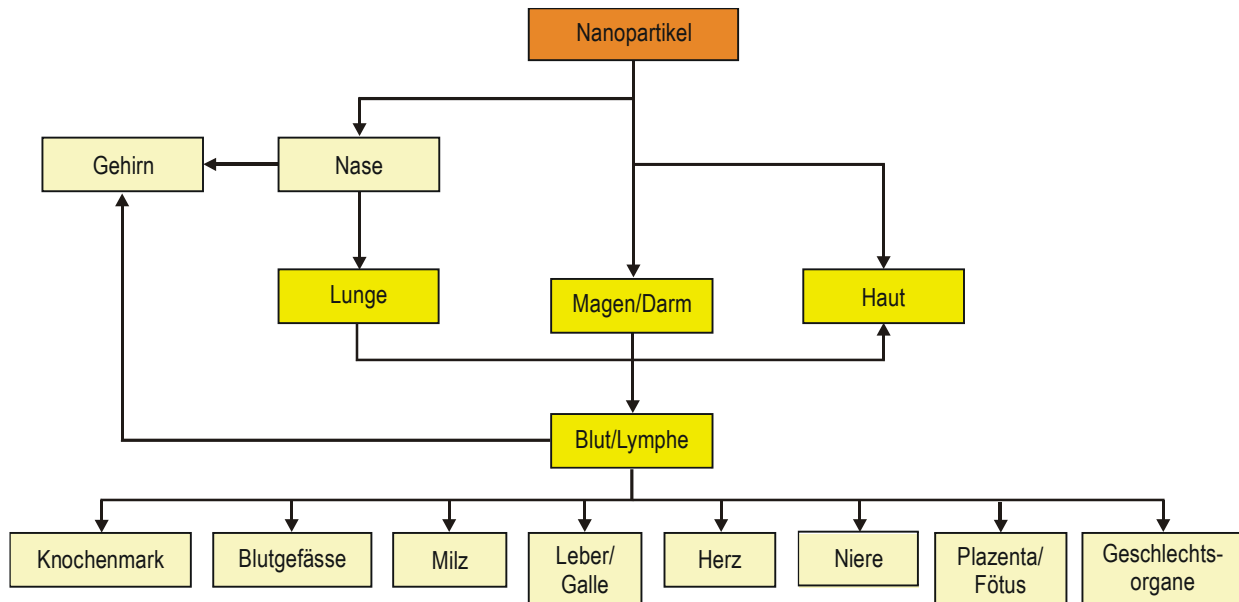 Nanopartikel
Gehirn
Nase
Lunge
Magen/Darm
Haut
Blut/Lymphe
Knochenmark
Blutgefässe
Milz
Leber/
Galle
Herz
Niere
Plazenta/
Fötus
Geschlechts-
organe